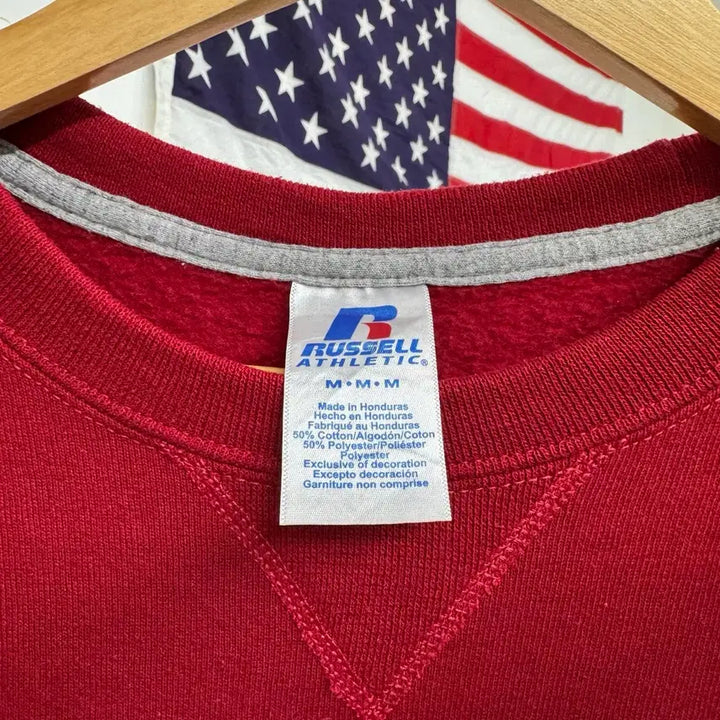 RUSSELL
ATHLETIC®
M•M•M
Made in Honduras
Hecho en Honduras
Fabriqué au Honduras
50% Cotton/Algodón/Coton
50% Polyester/Poliéster
Polyester
Exclusive of decoration
Excepto decoración
Garniture non comprise